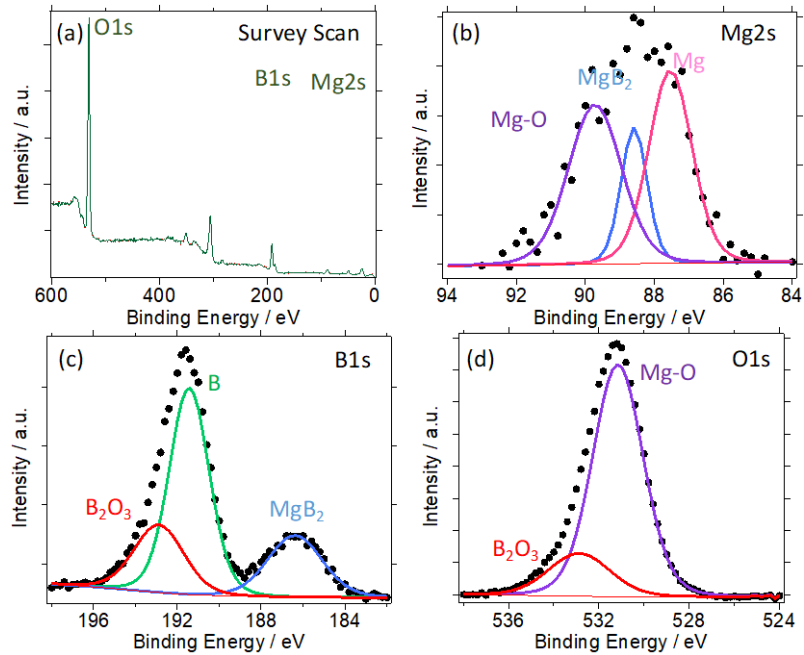 (a)
O1s
Survey Scan
B1s
Mg2s
Intensity / a.u.
600
400
200
0
Binding Energy / eV
(b)
Mg2s
Mg
MgB₂
Mg-O
Intensity / a.u.
94
92
90
88
86
84
Binding Energy / eV
(c)
B1s
B
B₂O₃
MgB₂
Intensity / a.u.
196
192
188
184
Binding Energy / eV
(d)
O1s
Mg-O
B₂O₃
Intensity / a.u.
536
532
528
524
Binding Energy / eV